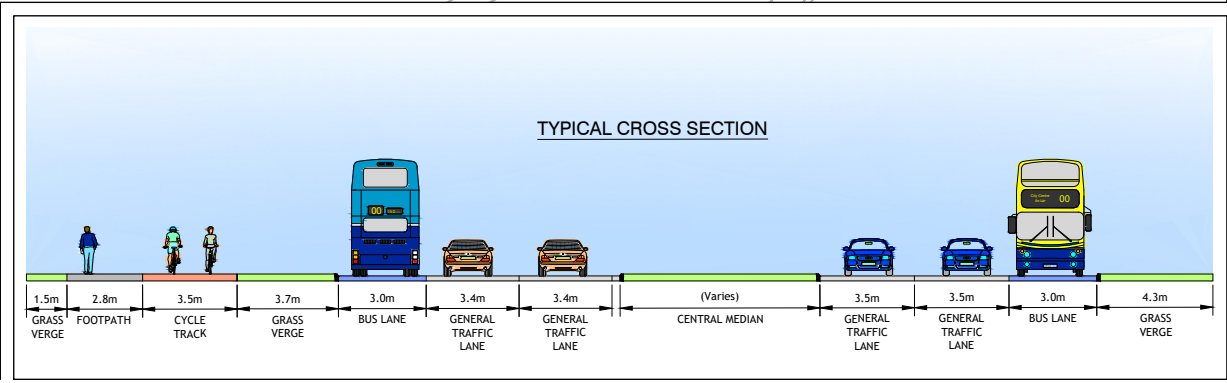 TYPICAL CROSS SECTION
00
City Centre
00
1.5m
2.8m
3.5m
3.7m
3.0m
3.4m
3.4m
(Varies)
3.5m
3.5m
3.0m
4.3m
GRASS
VERGE
FOOTPATH
CYCLE
TRACK
GRASS
VERGE
BUS LANE
GENERAL
TRAFFIC
LANE
GENERAL
TRAFFIC
LANE
CENTRAL MEDIAN
GENERAL
TRAFFIC
LANE
GENERAL
TRAFFIC
LANE
BUS LANE
GRASS
VERGE